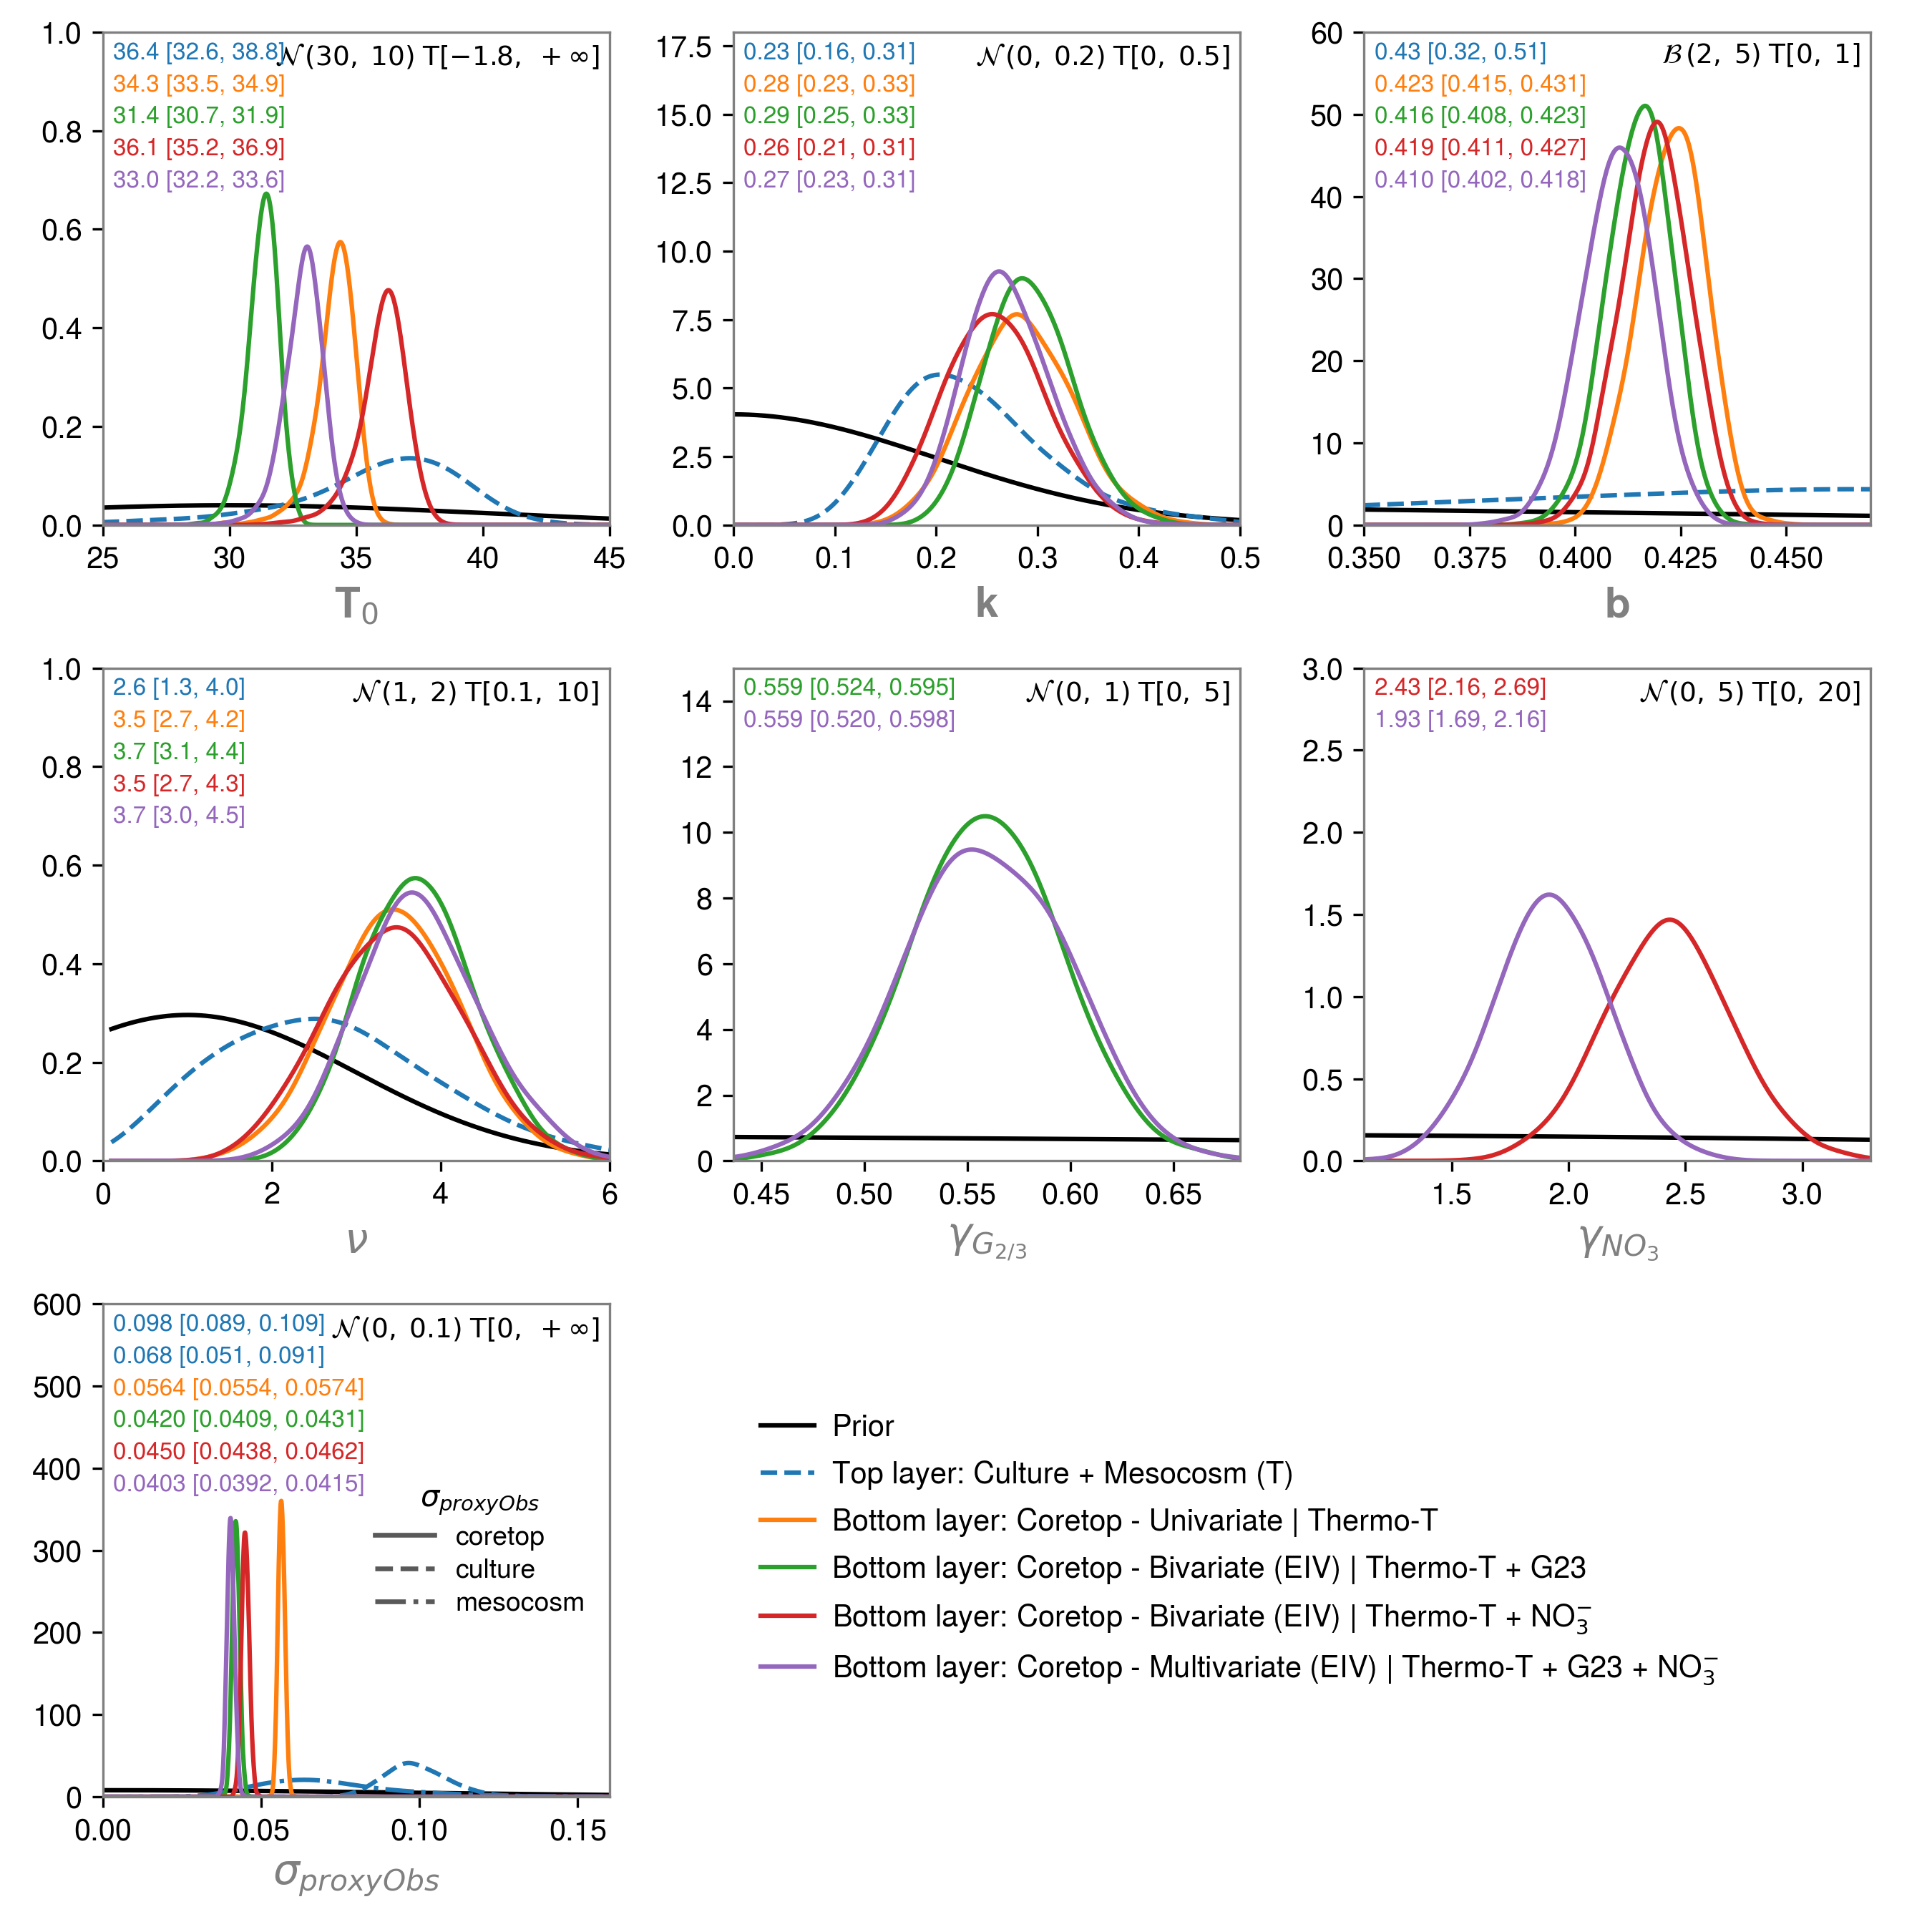 36.4 [32.6, 38.8]
34.3 [33.5, 34.9]
31.4 [30.7, 31.9]
36.1 [35.2, 36.9]
33.0 [32.2, 33.6]
𝒩(30, 10) T[−1.8, +∞]
1.0
0.8
0.6
0.4
0.2
0.0
25 30 35 40 45
T₀
0.23 [0.16, 0.31]
0.28 [0.23, 0.33]
0.29 [0.25, 0.33]
0.26 [0.21, 0.31]
0.27 [0.23, 0.31]
𝒩(0, 0.2) T[0, 0.5]
17.5
15.0
12.5
10.0
7.5
5.0
2.5
0.0
0.0 0.1 0.2 0.3 0.4 0.5
k
0.43 [0.32, 0.51]
0.423 [0.415, 0.431]
0.416 [0.408, 0.423]
0.419 [0.411, 0.427]
0.410 [0.402, 0.418]
ℬ(2, 5) T[0, 1]
60
50
40
30
20
10
0
0.350 0.375 0.400 0.425 0.450
b
2.6 [1.3, 4.0]
3.5 [2.7, 4.2]
3.7 [3.1, 4.4]
3.5 [2.7, 4.3]
3.7 [3.0, 4.5]
𝒩(1, 2) T[0.1, 10]
1.0
0.8
0.6
0.4
0.2
0.0
0 2 4 6
ν
0.559 [0.524, 0.595]
0.559 [0.520, 0.598]
𝒩(0, 1) T[0, 5]
14
12
10
8
6
4
2
0
0.45 0.50 0.55 0.60 0.65
γ_G₂/₃
2.43 [2.16, 2.69]
1.93 [1.69, 2.16]
𝒩(0, 5) T[0, 20]
3.0
2.5
2.0
1.5
1.0
0.5
0.0
1.5 2.0 2.5 3.0
γ_NO₃
0.098 [0.089, 0.109]
0.068 [0.051, 0.091]
0.0564 [0.0554, 0.0574]
0.0420 [0.0409, 0.0431]
0.0450 [0.0438, 0.0462]
0.0403 [0.0392, 0.0415]
𝒩(0, 0.1) T[0, +∞]
600
500
400
300
200
100
0
0.00 0.05 0.10 0.15
σ_proxyObs
σ_proxyObs
coretop
culture
mesocosm
Prior
Top layer: Culture + Mesocosm (T)
Bottom layer: Coretop - Univariate | Thermo-T
Bottom layer: Coretop - Bivariate (EIV) | Thermo-T + G23
Bottom layer: Coretop - Bivariate (EIV) | Thermo-T + NO₃⁻
Bottom layer: Coretop - Multivariate (EIV) | Thermo-T + G23 + NO₃⁻